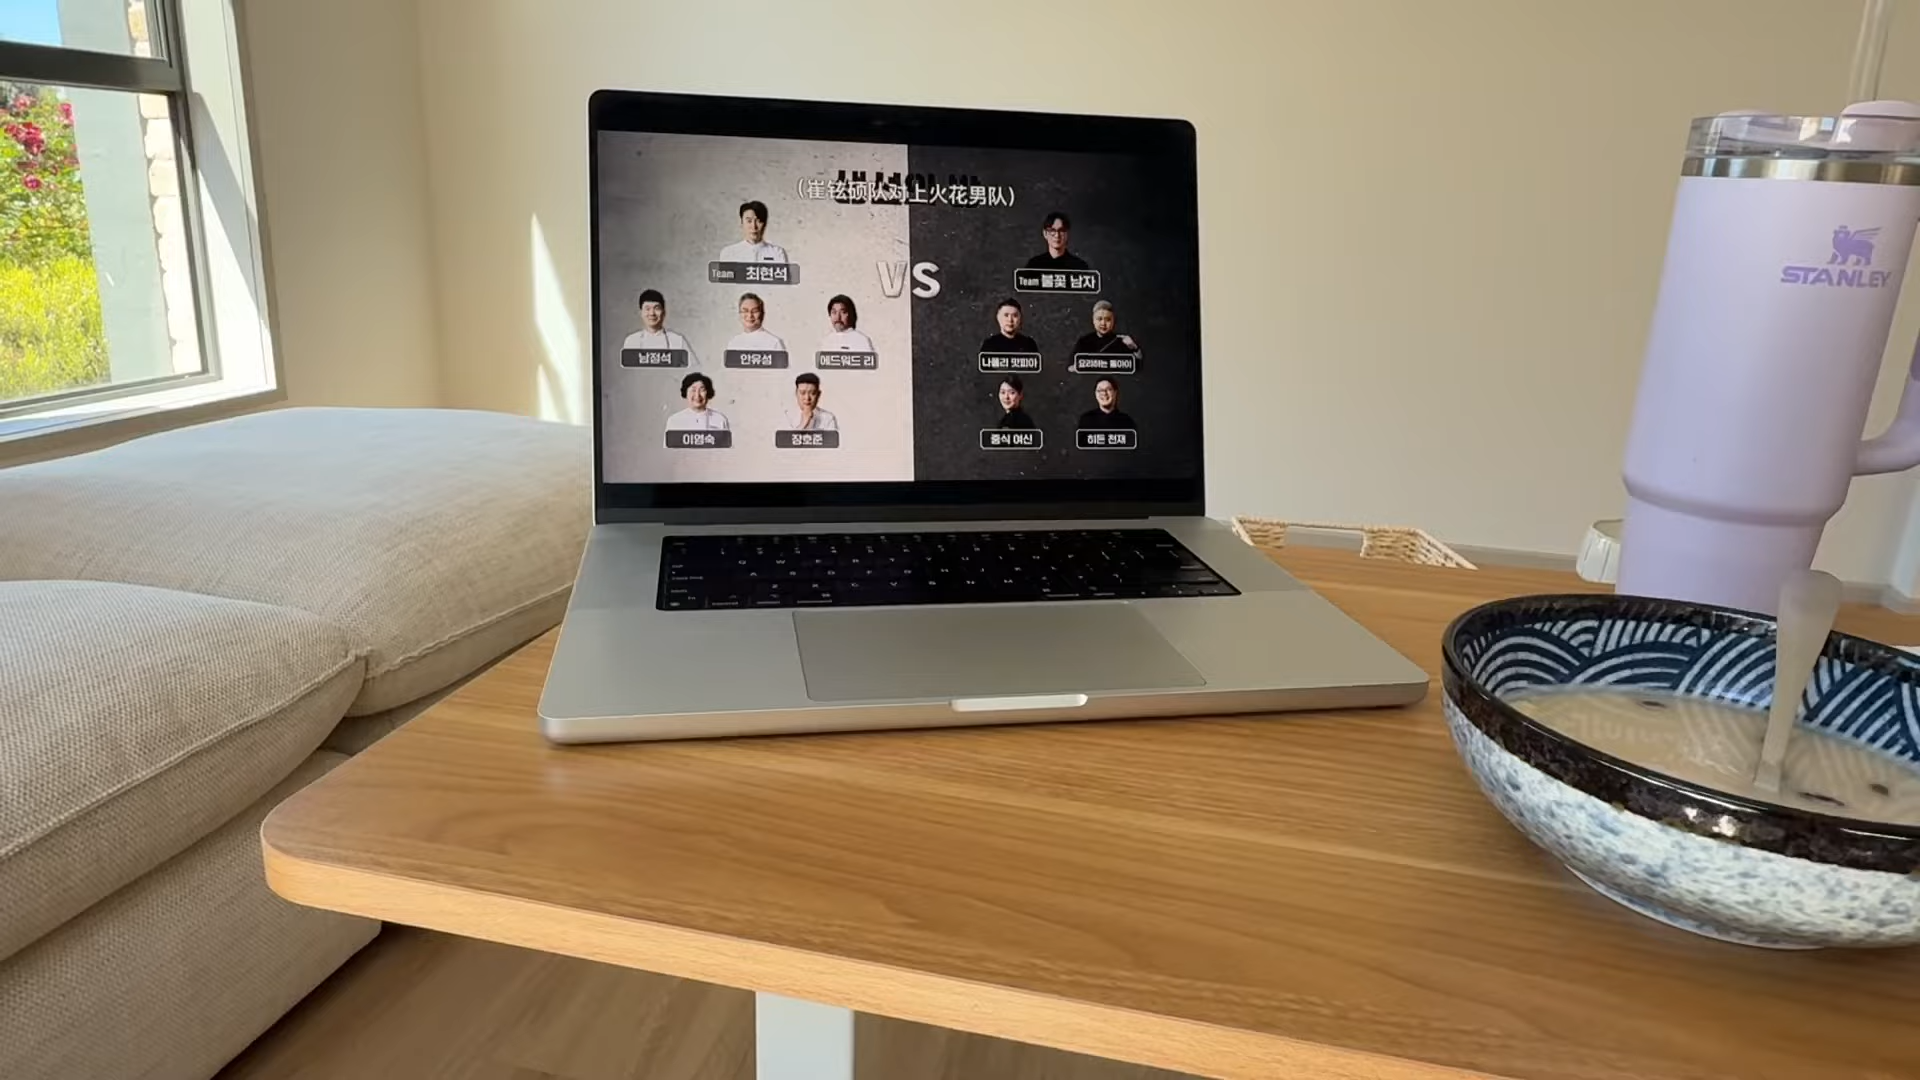 (崔铉硕队对上火花男队)
Team 최현석
VS
Team 불꽃 남자
남정석
안유성
에드워드 리
나폴리 맛피아
요리하는 돌아이
이영숙
장호준
중식 여신
히든 천재
STANLEY